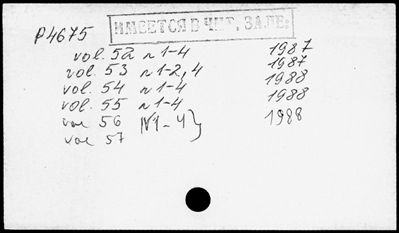 P4675
ИМЕЕТСЯ В ЧИТ. ЗАЛЕ
vol. 52 n 1-4 1987
vol. 53 n 1-2, 4 1987
vol. 54 n 1-4 1988
vol. 55 n 1-4 1988
vol 56 N1-4} 1988
vol 57